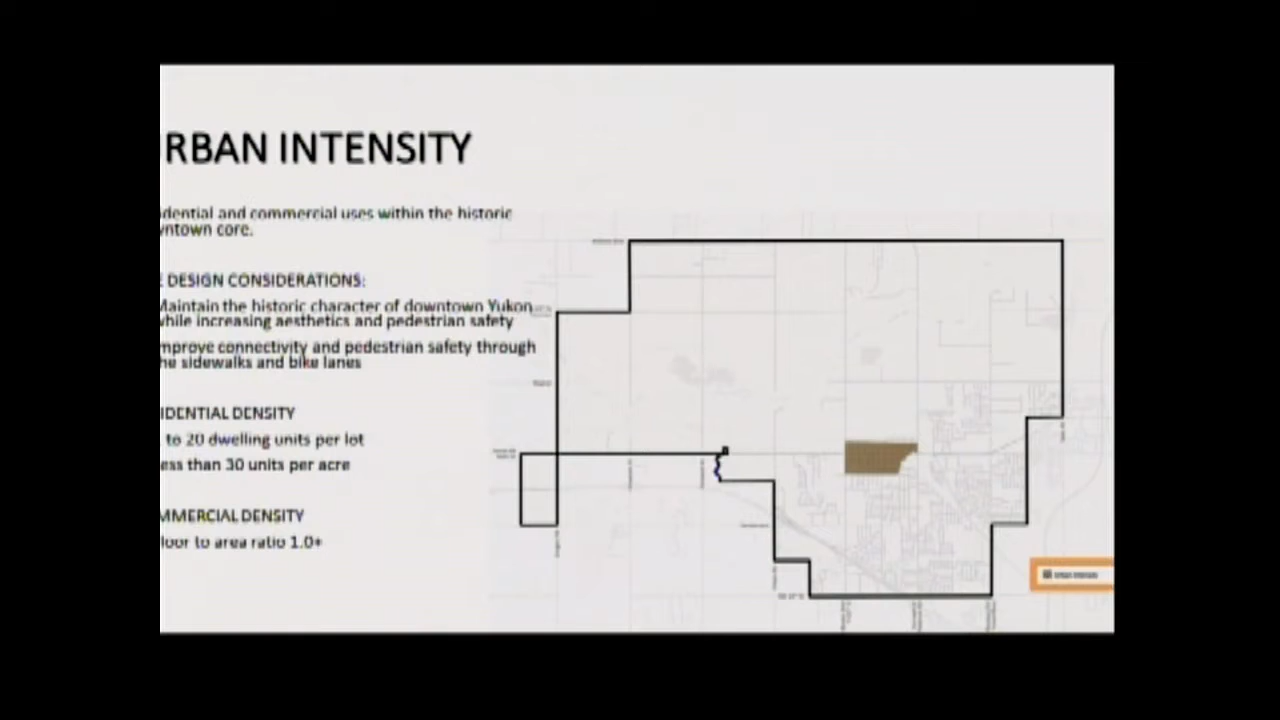 RBAN INTENSITY
dential and commercial uses within the historic
ntown core.
E DESIGN CONSIDERATIONS:
Maintain the historic character of downtown Yukon
while increasing aesthetics and pedestrian safety
mprove connectivity and pedestrian safety through
he sidewalks and bike lanes
IDENTIAL DENSITY
to 20 dwelling units per lot
ess than 30 units per acre
MMERCIAL DENSITY
loor to area ratio 1.0+